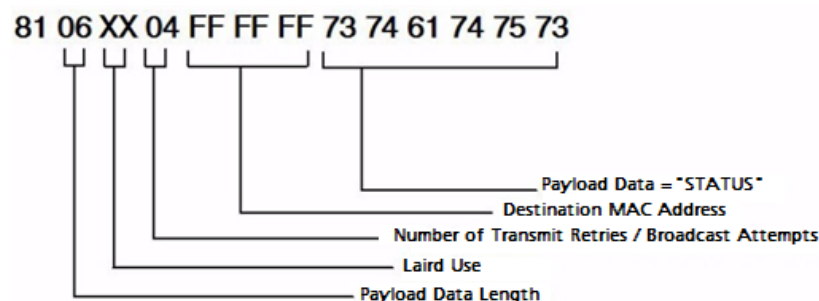 81 06 XX 04 FF FF FF 73 74 61 74 75 73
Payload Data = "STATUS"
Destination MAC Address
Number of Transmit Retries / Broadcast Attempts
Laird Use
Payload Data Length